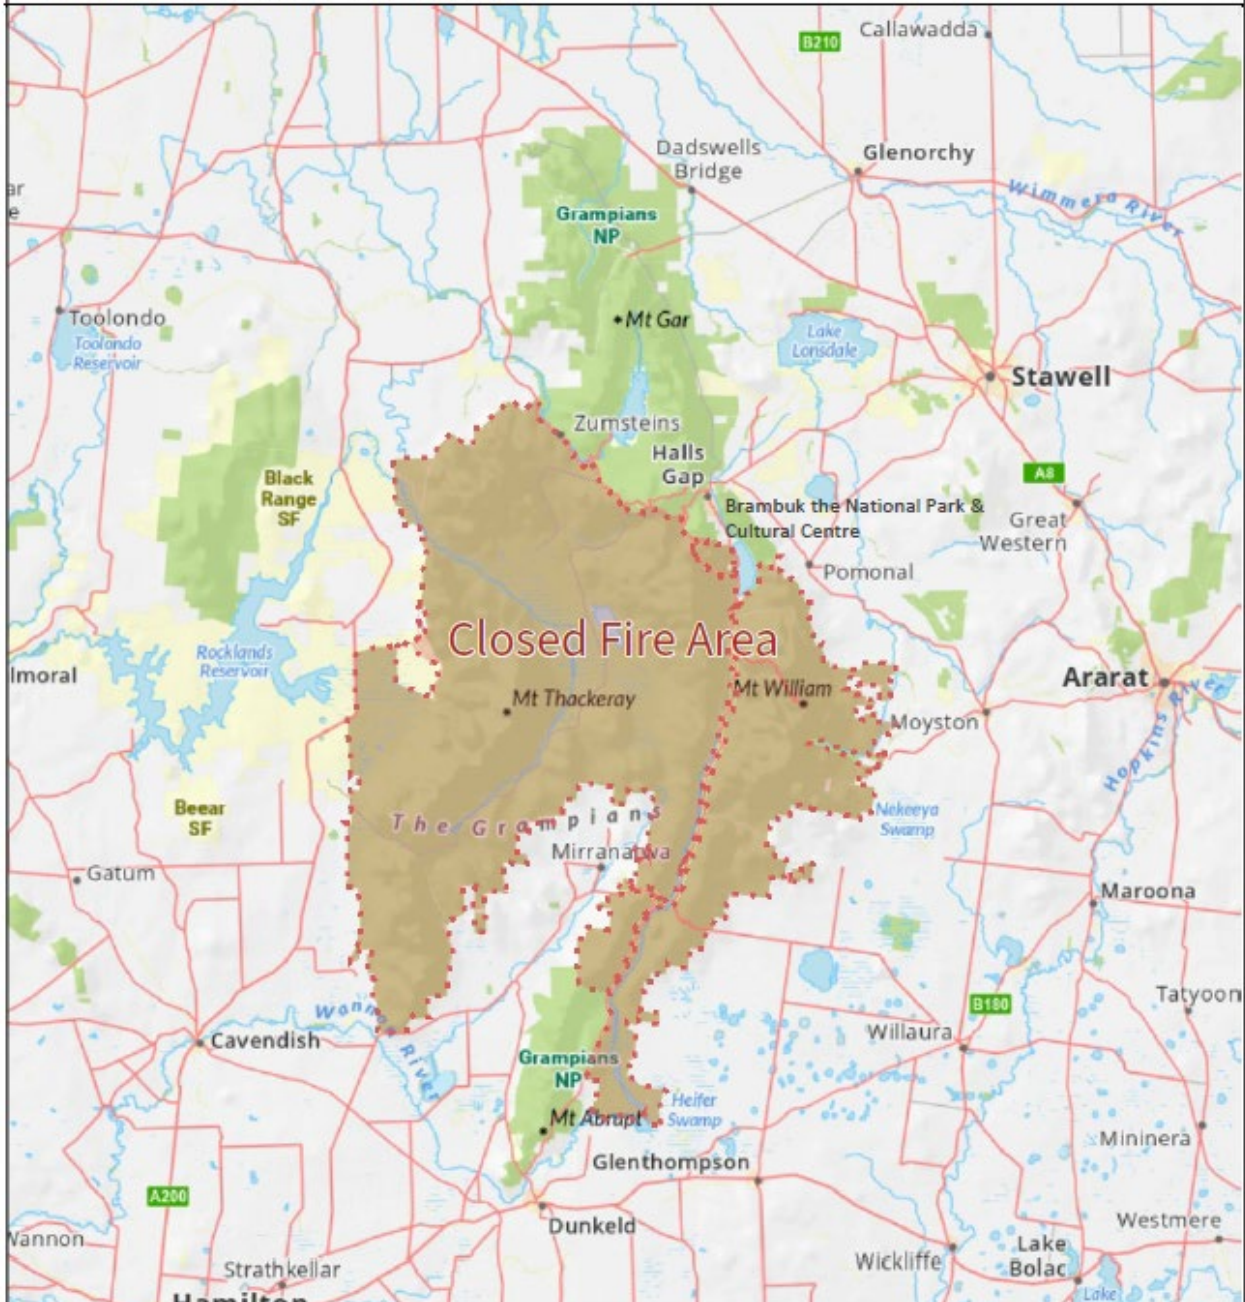 B210
Callawadda
Dadswells
Bridge
Glenorchy
ar
e
Wimmera River
Grampians
NP
Toolondo
Toolondo
Reservoir
Mt Gar
Lake
Lonsdale
Stawell
Zumsteins
Halls
Gap
A8
Black
Range
SF
Brambuk the National Park &
Cultural Centre
Great
Western
Pomonal
Closed Fire Area
Rocklands
Reservoir
lmoral
Ararat
Mt Thackeray
Mt William
Moyston
Hopkins River
Beear
SF
The Grampians
Nekeeya
Swamp
Mirranatwa
Gatum
Maroona
Tatyoon
B180
Wannon River
Cavendish
Willaura
Grampians
NP
Heifer
Swamp
Mt Abrupt
Mininera
Glenthompson
A200
Dunkeld
Westmere
Wannon
Wickliffe
Lake
Bolac
Strathkellar
Lake
Hamilton